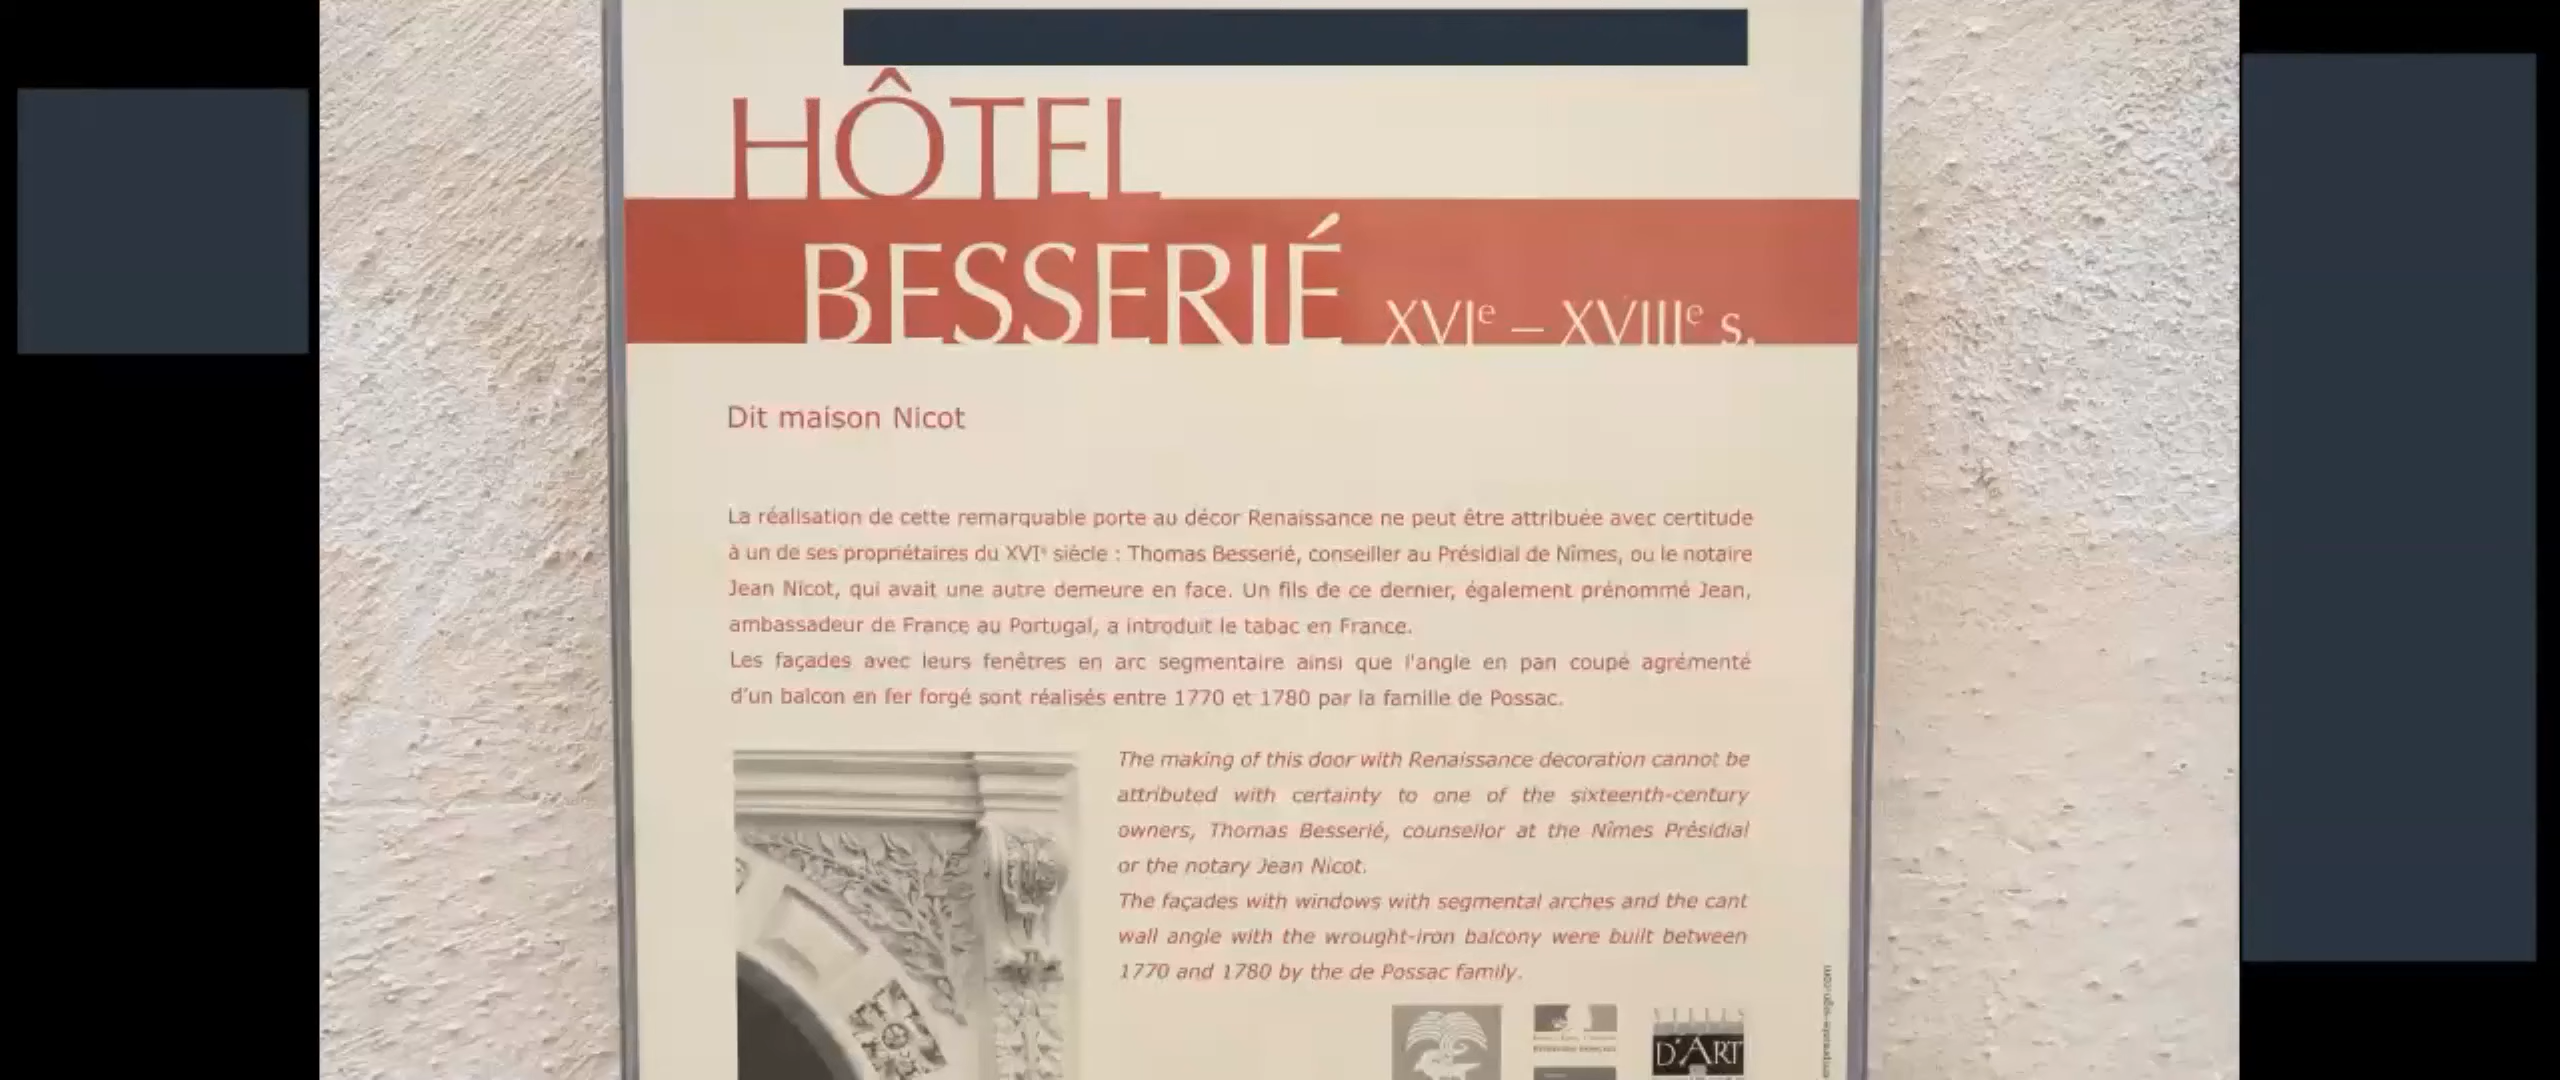 HÔTEL
BESSERIÉ XVIe – XVIIIe s.
Dit maison Nicot
La réalisation de cette remarquable porte au décor Renaissance ne peut être attribuée avec certitude
à un de ses propriétaires du XVIe siècle : Thomas Besserié, conseiller au Présidial de Nîmes, ou le notaire
Jean Nicot, qui avait une autre demeure en face. Un fils de ce dernier, également prénommé Jean,
ambassadeur de France au Portugal, a introduit le tabac en France.
Les façades avec leurs fenêtres en arc segmentaire ainsi que l'angle en pan coupé agrémenté
d'un balcon en fer forgé sont réalisés entre 1770 et 1780 par la famille de Possac.
The making of this door with Renaissance decoration cannot be
attributed with certainty to one of the sixteenth-century
owners, Thomas Besserié, counsellor at the Nîmes Présidial
or the notary Jean Nicot.
The façades with windows with segmental arches and the cant
wall angle with the wrought-iron balcony were built between
1770 and 1780 by the de Possac family.
D'ART